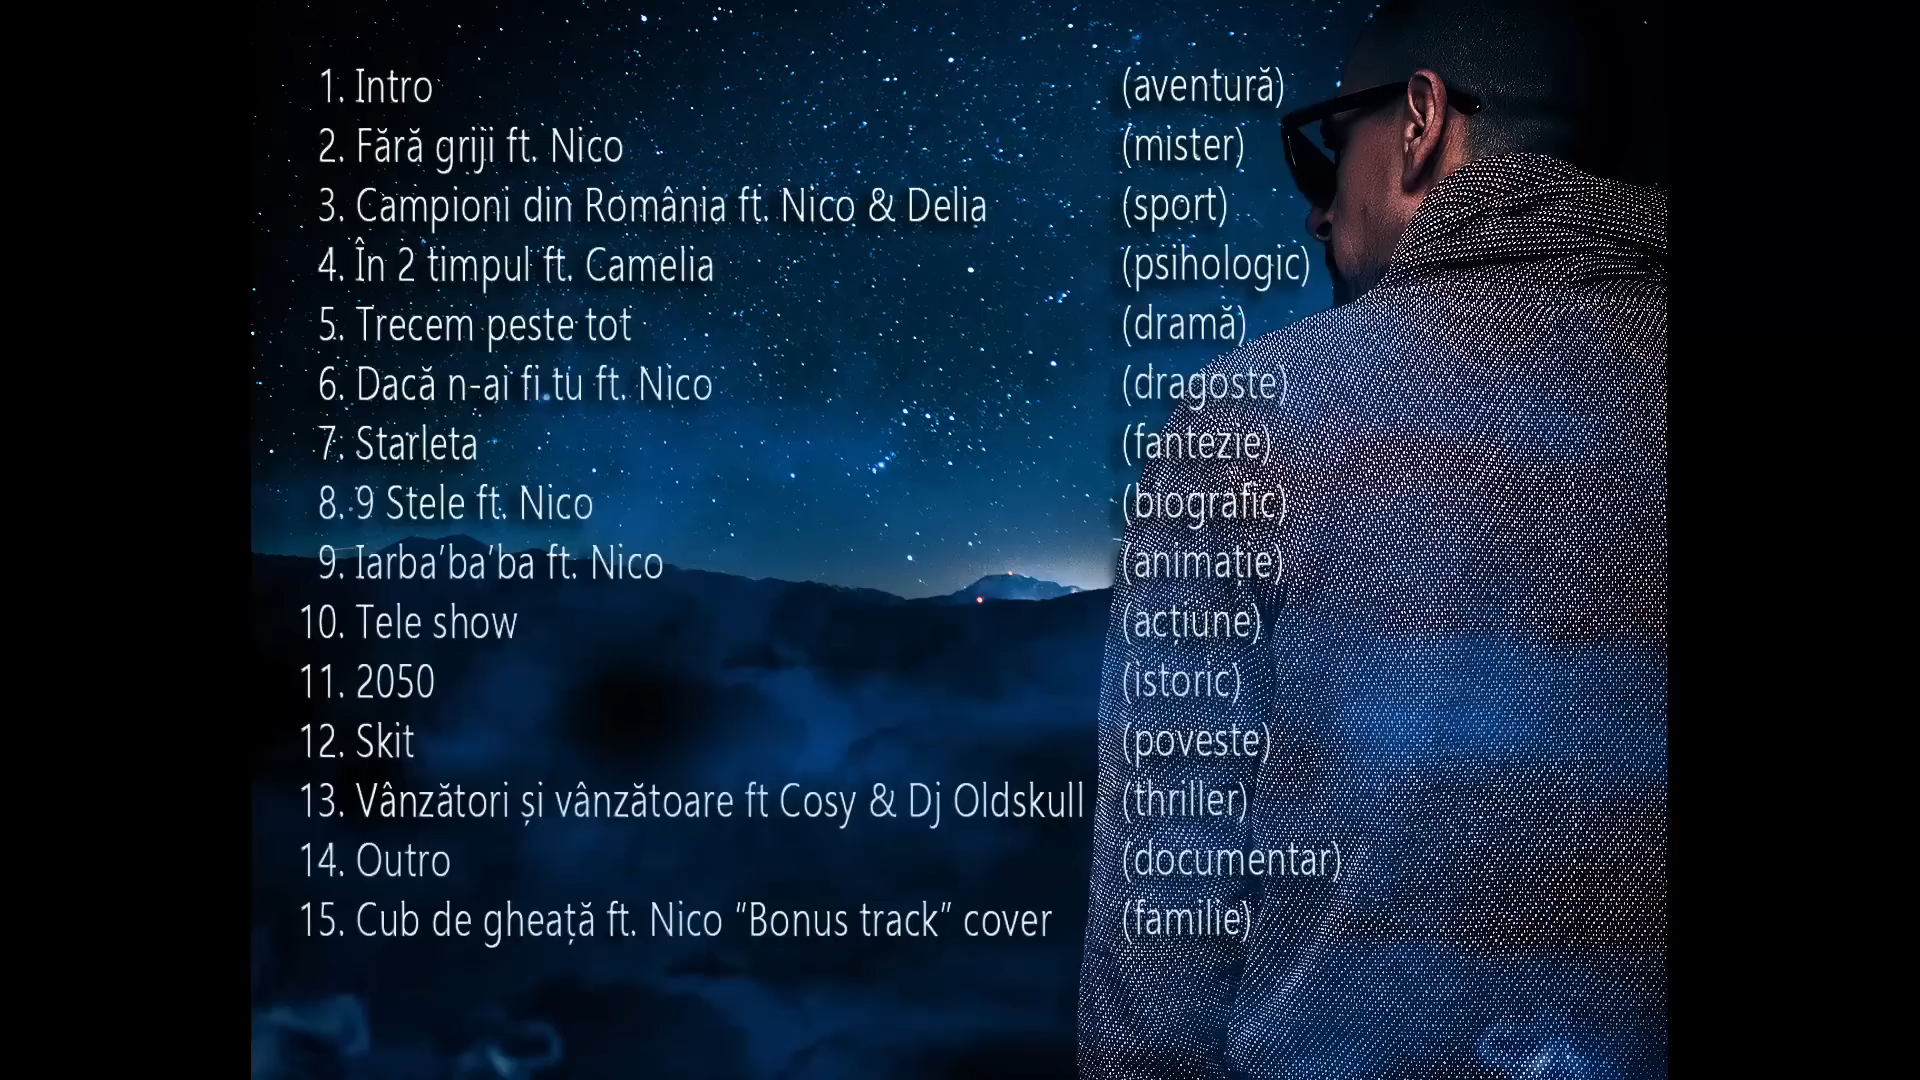 1. Intro (aventură)
2. Fără griji ft. Nico (mister)
3. Campioni din România ft. Nico & Delia (sport)
4. În 2 timpul ft. Camelia (psihologic)
5. Trecem peste tot (dramă)
6. Dacă n-ai fi tu ft. Nico (dragoste)
7. Starleta (fantezie)
8. 9 Stele ft. Nico (biografic)
9. Iarba’ba’ba ft. Nico (animație)
10. Tele show (acțiune)
11. 2050 (istoric)
12. Skit (poveste)
13. Vânzători și vânzătoare ft Cosy & Dj Oldskull (thriller)
14. Outro (documentar)
15. Cub de gheață ft. Nico “Bonus track” cover (familie)